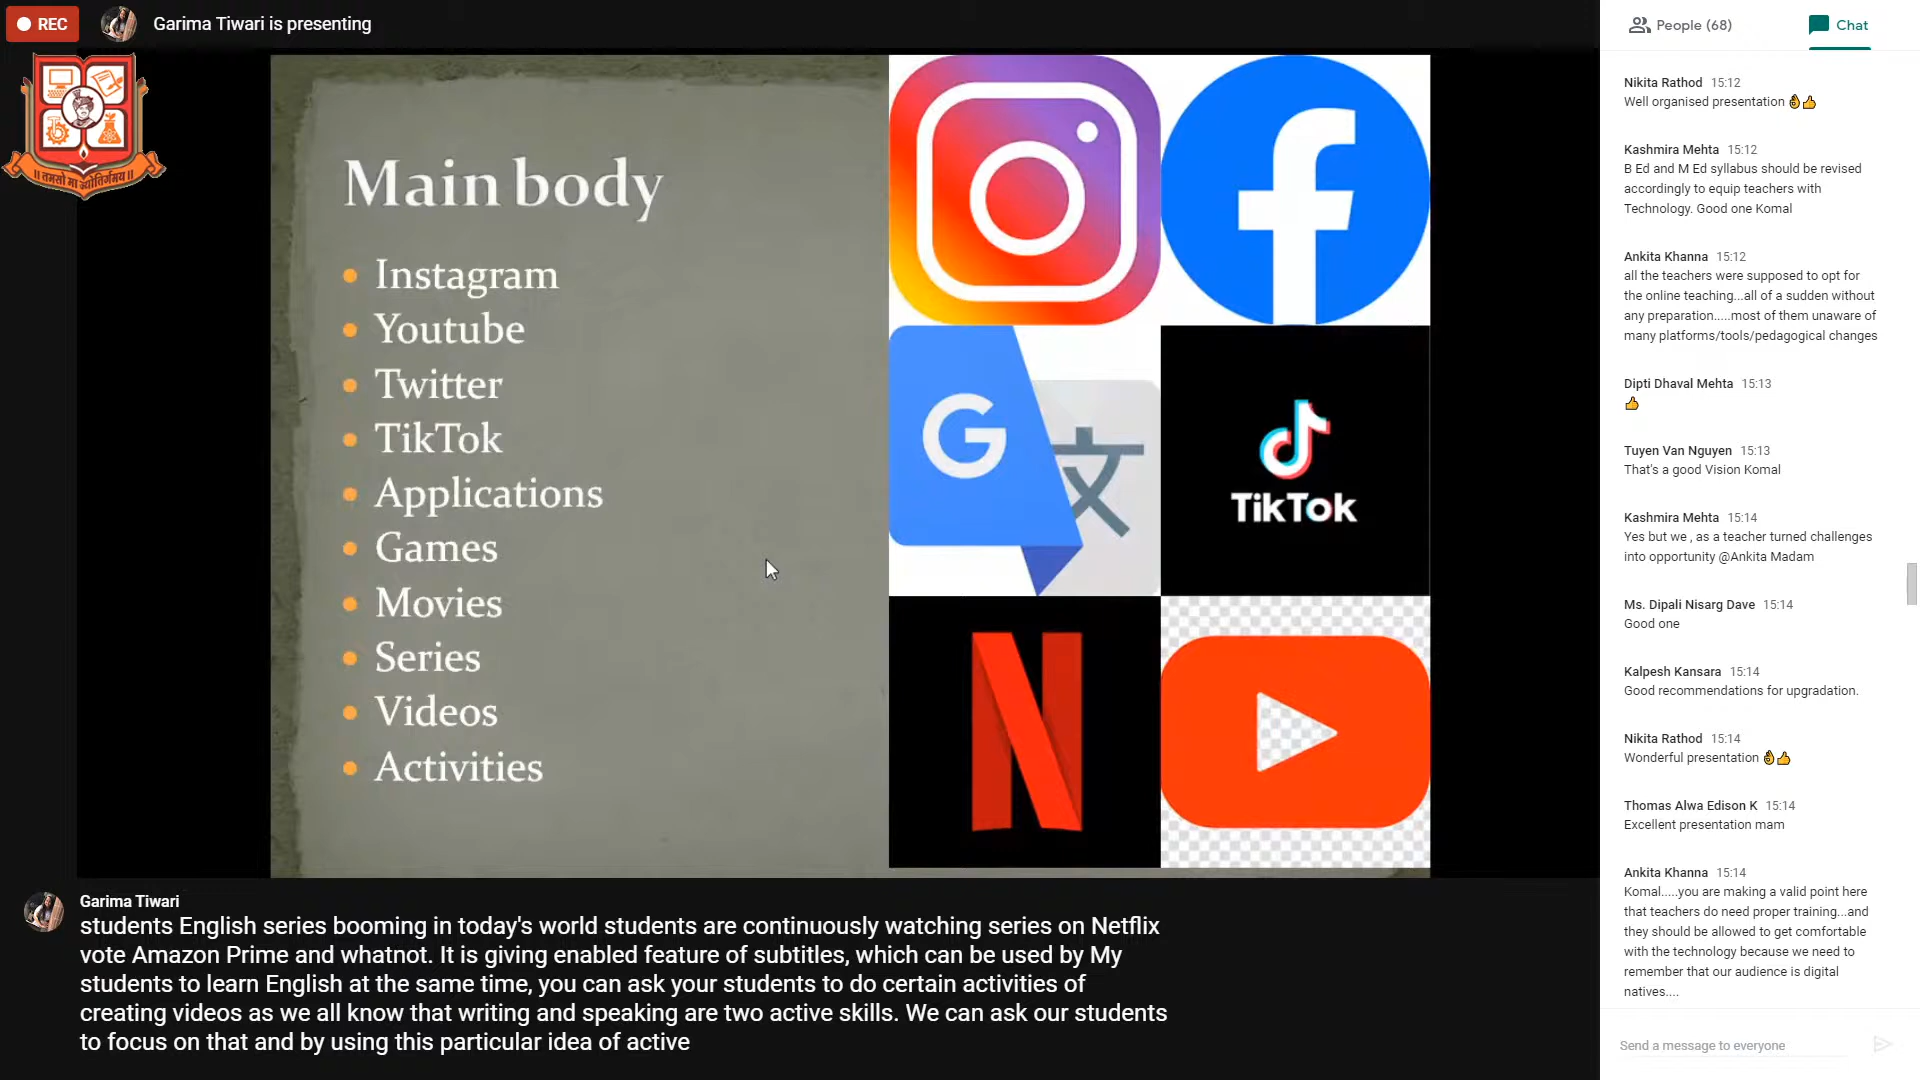 REC
Garima Tiwari is presenting
People (68)
Chat
॥ तमसो मा ज्योतिर्गमय ॥
Main body
Instagram
Youtube
Twitter
TikTok
Applications
Games
Movies
Series
Videos
Activities
G
文
TikTok
Garima Tiwari
students English series booming in today's world students are continuously watching series on Netflix
vote Amazon Prime and whatnot. It is giving enabled feature of subtitles, which can be used by My
students to learn English at the same time, you can ask your students to do certain activities of
creating videos as we all know that writing and speaking are two active skills. We can ask our students
to focus on that and by using this particular idea of active
Nikita Rathod 15:12
Well organised presentation 👌👍
Kashmira Mehta 15:12
B Ed and M Ed syllabus should be revised
accordingly to equip teachers with
Technology. Good one Komal
Ankita Khanna 15:12
all the teachers were supposed to opt for
the online teaching...all of a sudden without
any preparation.....most of them unaware of
many platforms/tools/pedagogical changes
Dipti Dhaval Mehta 15:13
👍
Tuyen Van Nguyen 15:13
That's a good Vision Komal
Kashmira Mehta 15:14
Yes but we , as a teacher turned challenges
into opportunity @Ankita Madam
Ms. Dipali Nisarg Dave 15:14
Good one
Kalpesh Kansara 15:14
Good recommendations for upgradation.
Nikita Rathod 15:14
Wonderful presentation 👌👍
Thomas Alwa Edison K 15:14
Excellent presentation mam
Ankita Khanna 15:14
Komal.....you are making a valid point here
that teachers do need proper training...and
they should be allowed to get comfortable
with the technology because we need to
remember that our audience is digital
natives....
Send a message to everyone